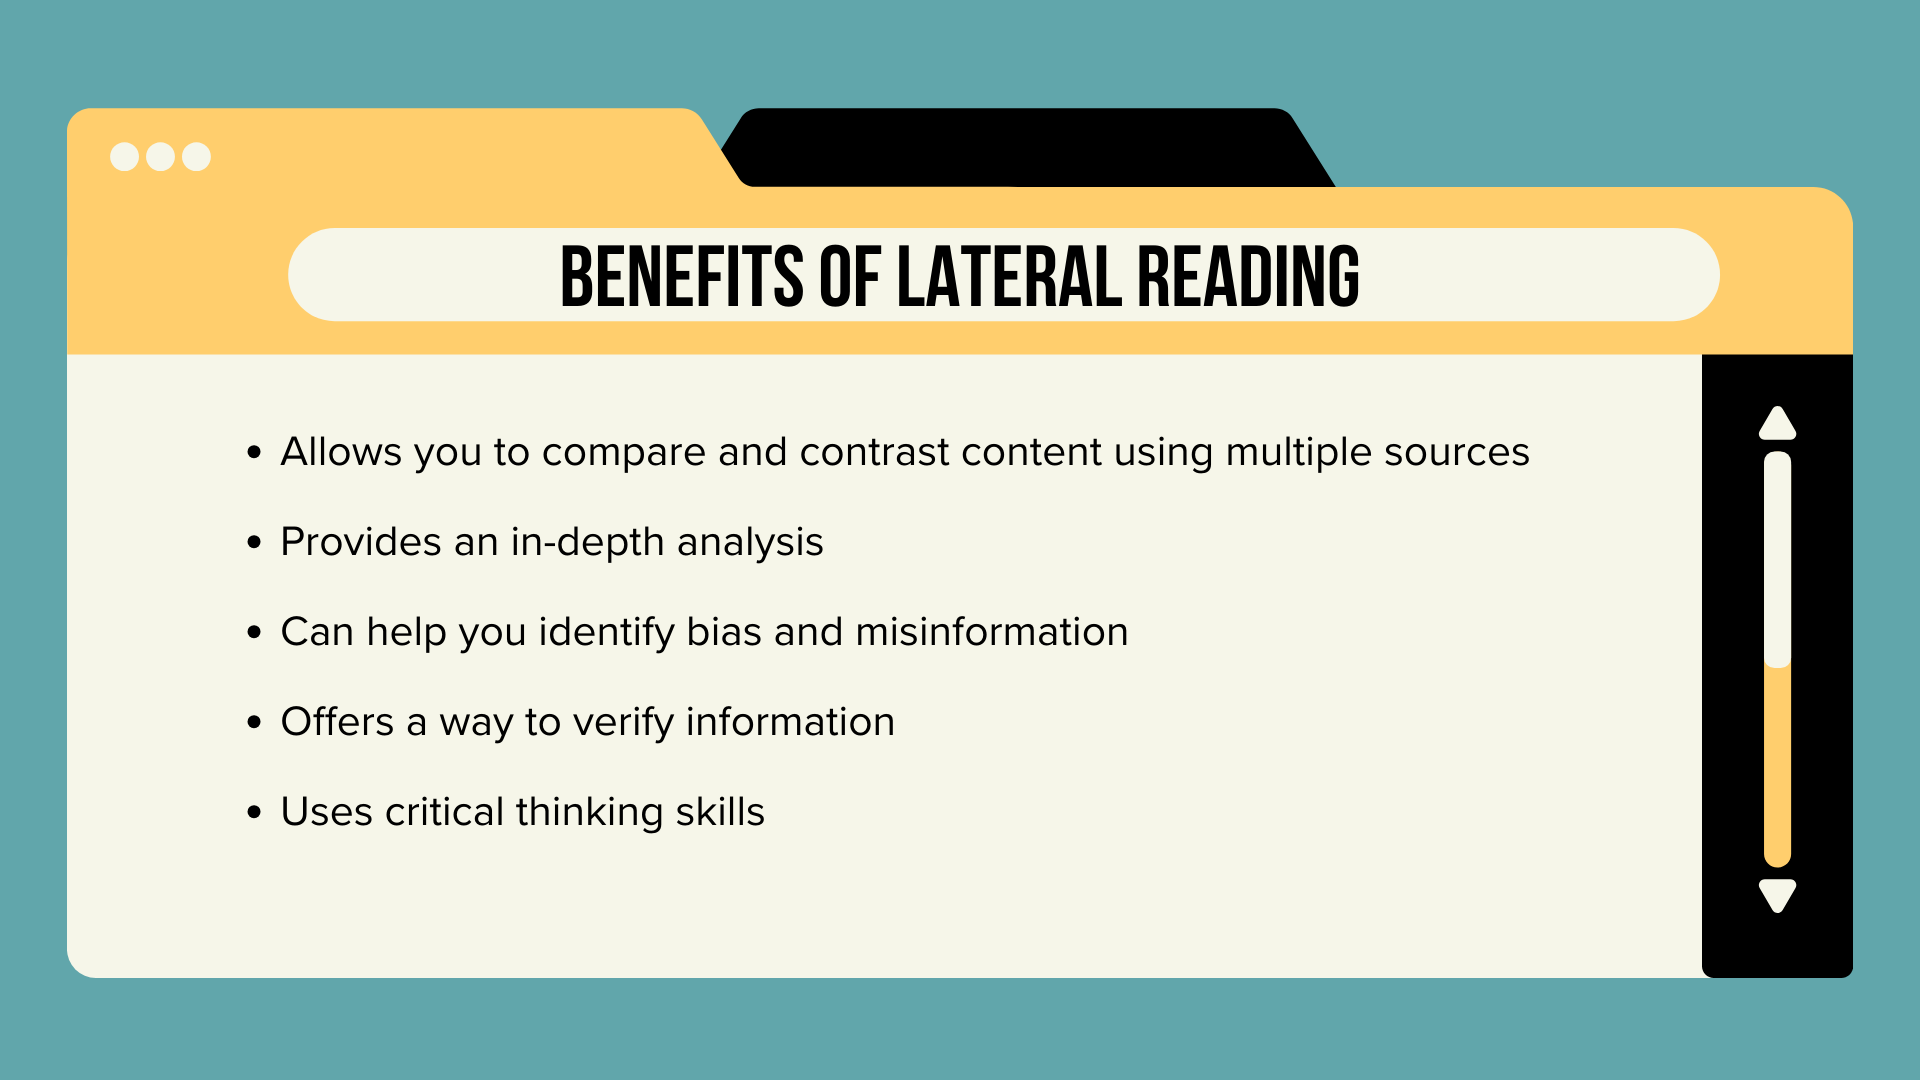 BENEFITS OF LATERAL READING
• Allows you to compare and contrast content using multiple sources
• Provides an in-depth analysis
• Can help you identify bias and misinformation
• Offers a way to verify information
• Uses critical thinking skills